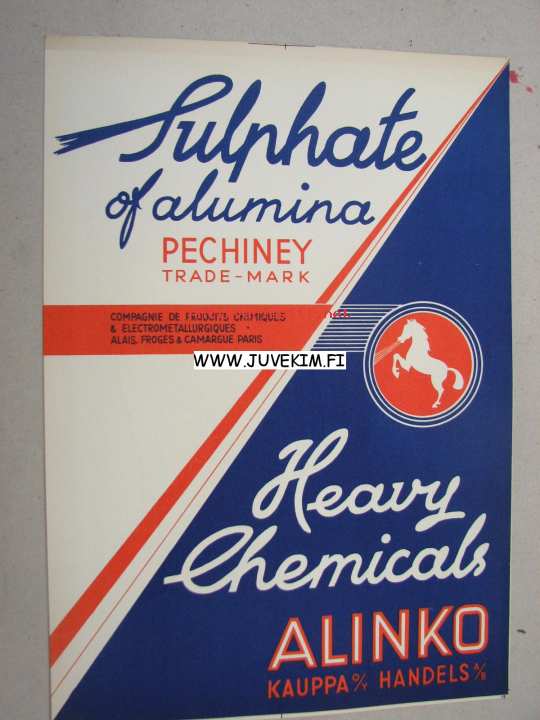 Sulphate
of alumina
PECHINEY
TRADE-MARK
COMPAGNIE DE PRODUITS CHIMIQUES
& ELECTROMETALLURGIQUES
ALAIS, FROGES & CAMARGUE PARIS
WWW.JUVEKIM.FI
Heavy
Chemicals
ALINKO
KAUPPA O/Y HANDELS A/B